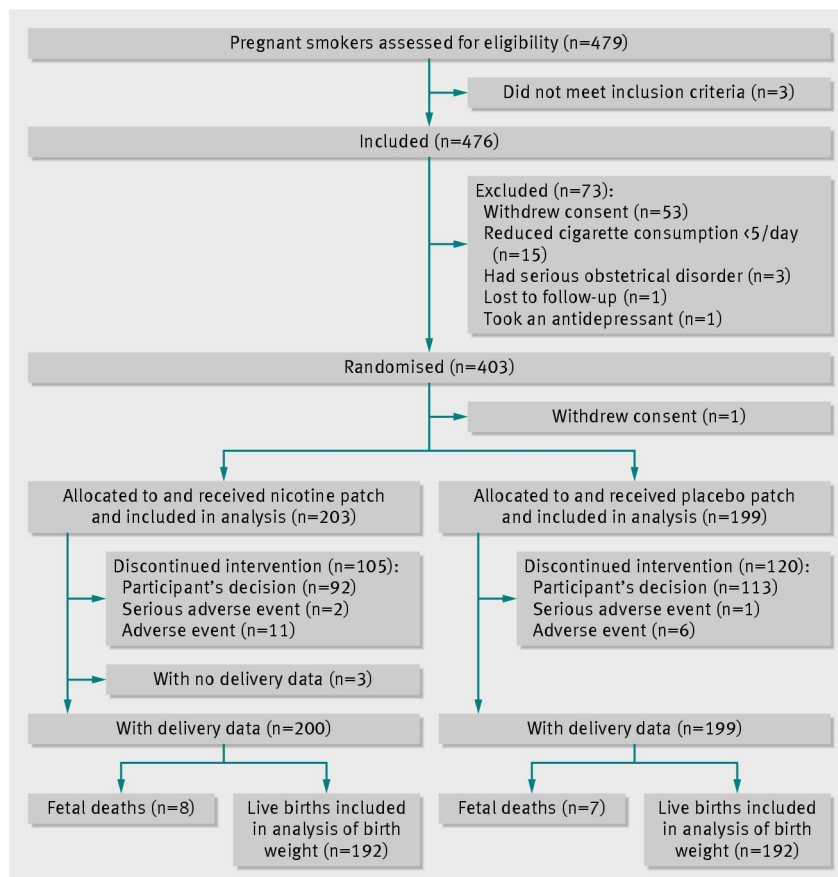 Pregnant smokers assessed for eligibility (n=479)
Did not meet inclusion criteria (n=3)
Included (n=476)
Excluded (n=73):
Withdrew consent (n=53)
Reduced cigarette consumption <5/day
(n=15)
Had serious obstetrical disorder (n=3)
Lost to follow-up (n=1)
Took an antidepressant (n=1)
Randomised (n=403)
Withdrew consent (n=1)
Allocated to and received nicotine patch
and included in analysis (n=203)
Allocated to and received placebo patch
and included in analysis (n=199)
Discontinued intervention (n=105):
Participant's decision (n=92)
Serious adverse event (n=2)
Adverse event (n=11)
Discontinued intervention (n=120):
Participant's decision (n=113)
Serious adverse event (n=1)
Adverse event (n=6)
With no delivery data (n=3)
With delivery data (n=200)
With delivery data (n=199)
Fetal deaths (n=8)
Live births included
in analysis of birth
weight (n=192)
Fetal deaths (n=7)
Live births included
in analysis of birth
weight (n=192)